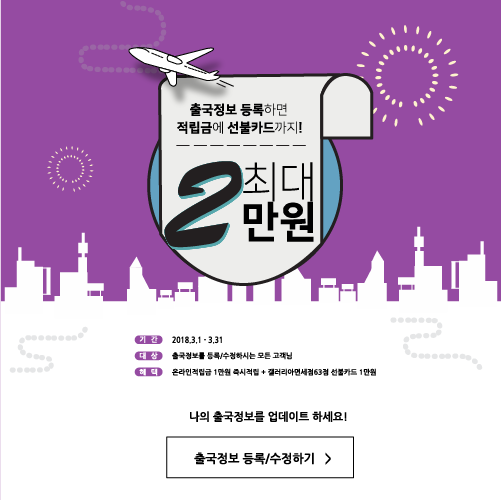 출국정보 등록하면
적립금에 선불카드까지!
최대
2만원
기 간 2018.3.1 - 3.31
대 상 출국정보를 등록/수정하시는 모든 고객님
혜 택 온라인적립금 1만원 즉시적립 + 갤러리아면세점63점 선불카드 1만원
나의 출국정보를 업데이트 하세요!
출국정보 등록/수정하기 >